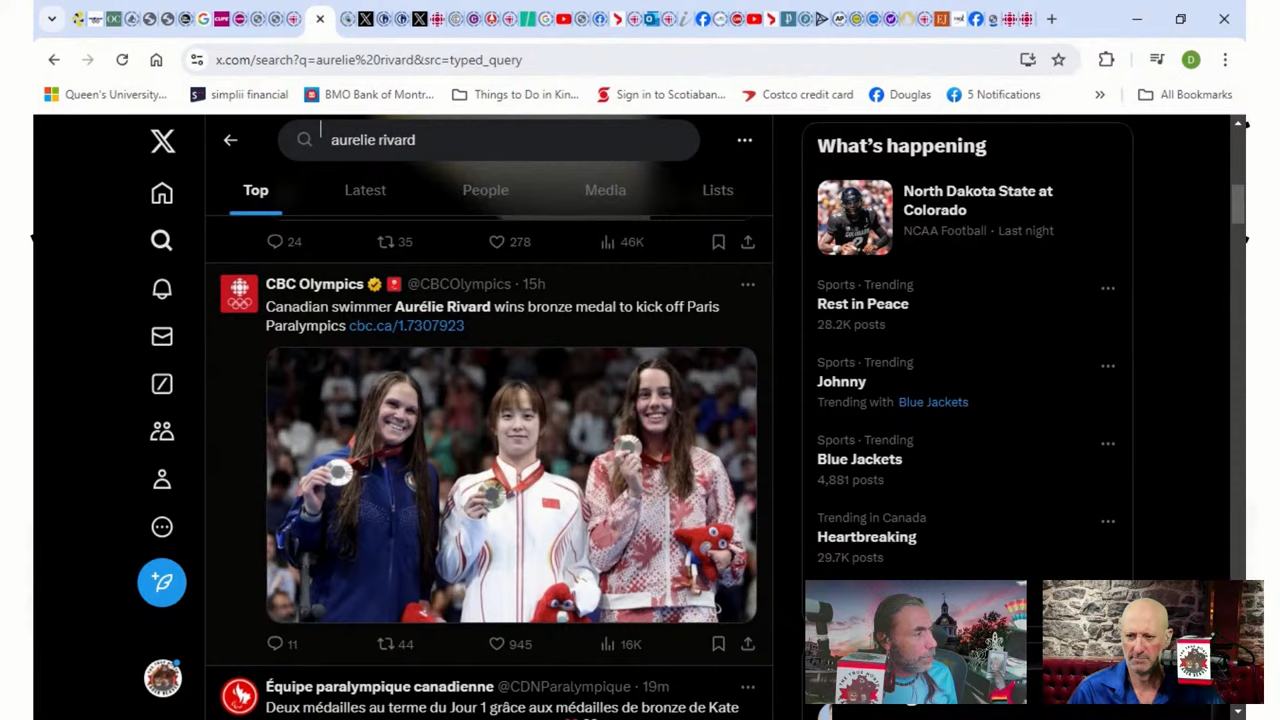 x.com/search?q=aurelie%20rivard&src=typed_query
Queen's University...
simplii financial
BMO Bank of Montr...
Things to Do in Kin...
Sign in to Scotiaban...
Costco credit card
Douglas
5 Notifications
All Bookmarks
aurelie rivard
Top
Latest
People
Media
Lists
24
35
278
46K
CBC Olympics @CBCOlympics · 15h
Canadian swimmer Aurélie Rivard wins bronze medal to kick off Paris
Paralympics cbc.ca/1.7307923
11
44
945
16K
Équipe paralympique canadienne @CDNParalympique · 19m
Deux médailles au terme du Jour 1 grâce aux médailles de bronze de Kate
What's happening
North Dakota State at
Colorado
NCAA Football · Last night
Sports · Trending
Rest in Peace
28.2K posts
Sports · Trending
Johnny
Trending with Blue Jackets
Sports · Trending
Blue Jackets
4,881 posts
Trending in Canada
Heartbreaking
29.7K posts